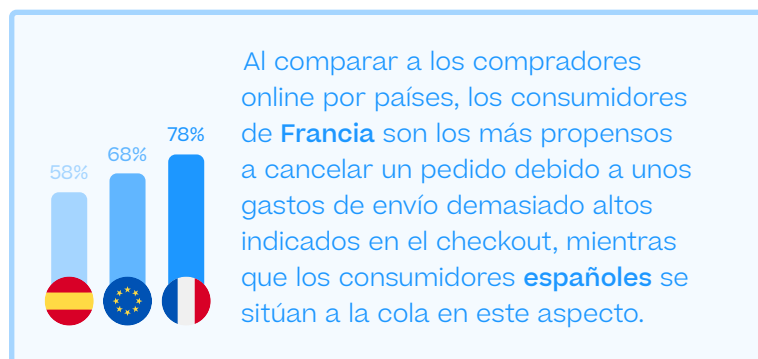 58%
68%
78%
Al comparar a los compradores
online por países, los consumidores
de Francia son los más propensos
a cancelar un pedido debido a unos
gastos de envío demasiado altos
indicados en el checkout, mientras
que los consumidores españoles se
sitúan a la cola en este aspecto.